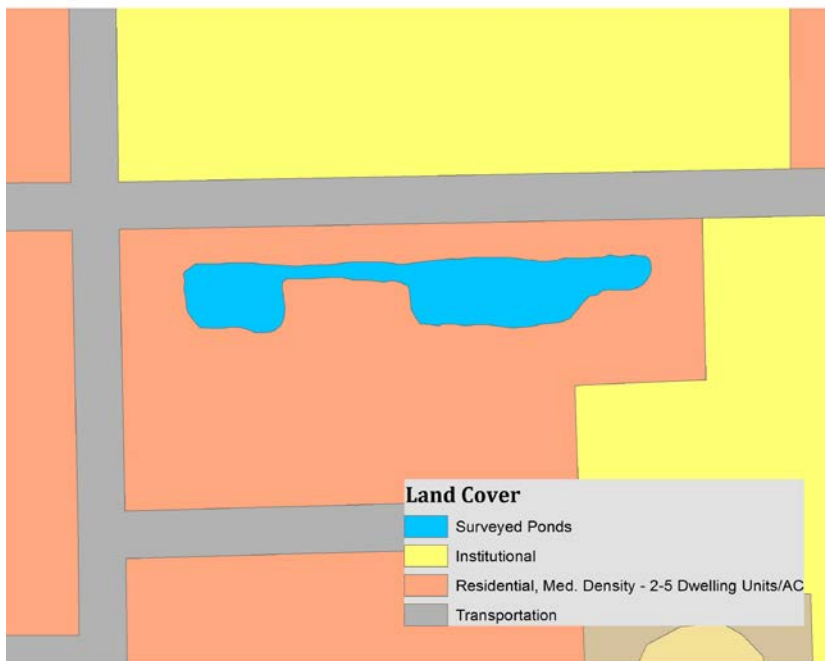 Land Cover
Surveyed Ponds
Institutional
Residential, Med. Density - 2-5 Dwelling Units/AC
Transportation